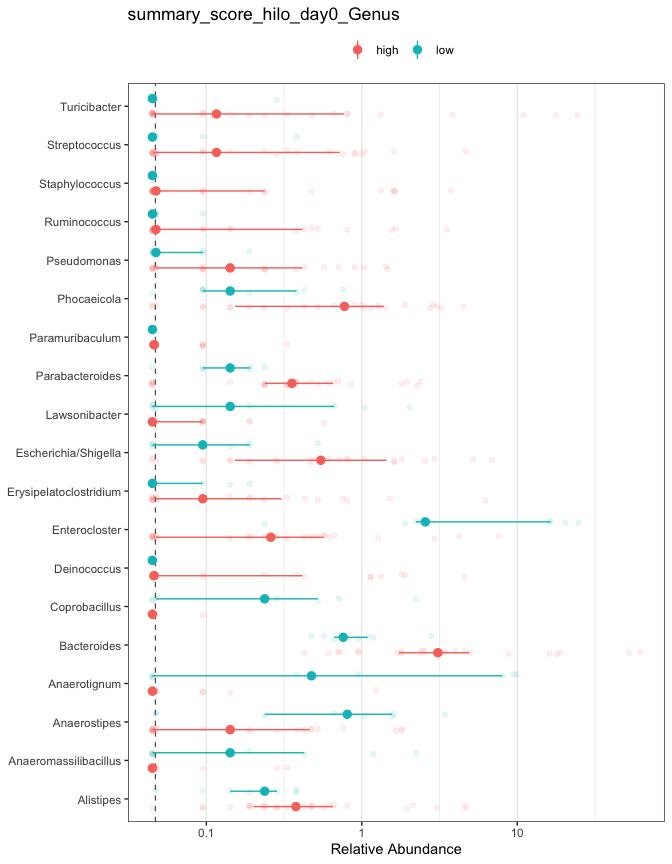 summary_score_hilo_day0_Genus
high low
Turicibacter
Streptococcus
Staphylococcus
Ruminococcus
Pseudomonas
Phocaeicola
Paramuribaculum
Parabacteroides
Lawsonibacter
Escherichia/Shigella
Erysipelatoclostridium
Enterocloster
Deinococcus
Coprobacillus
Bacteroides
Anaerotignum
Anaerostipes
Anaeromassilibacillus
Alistipes
0.1 1 10
Relative Abundance